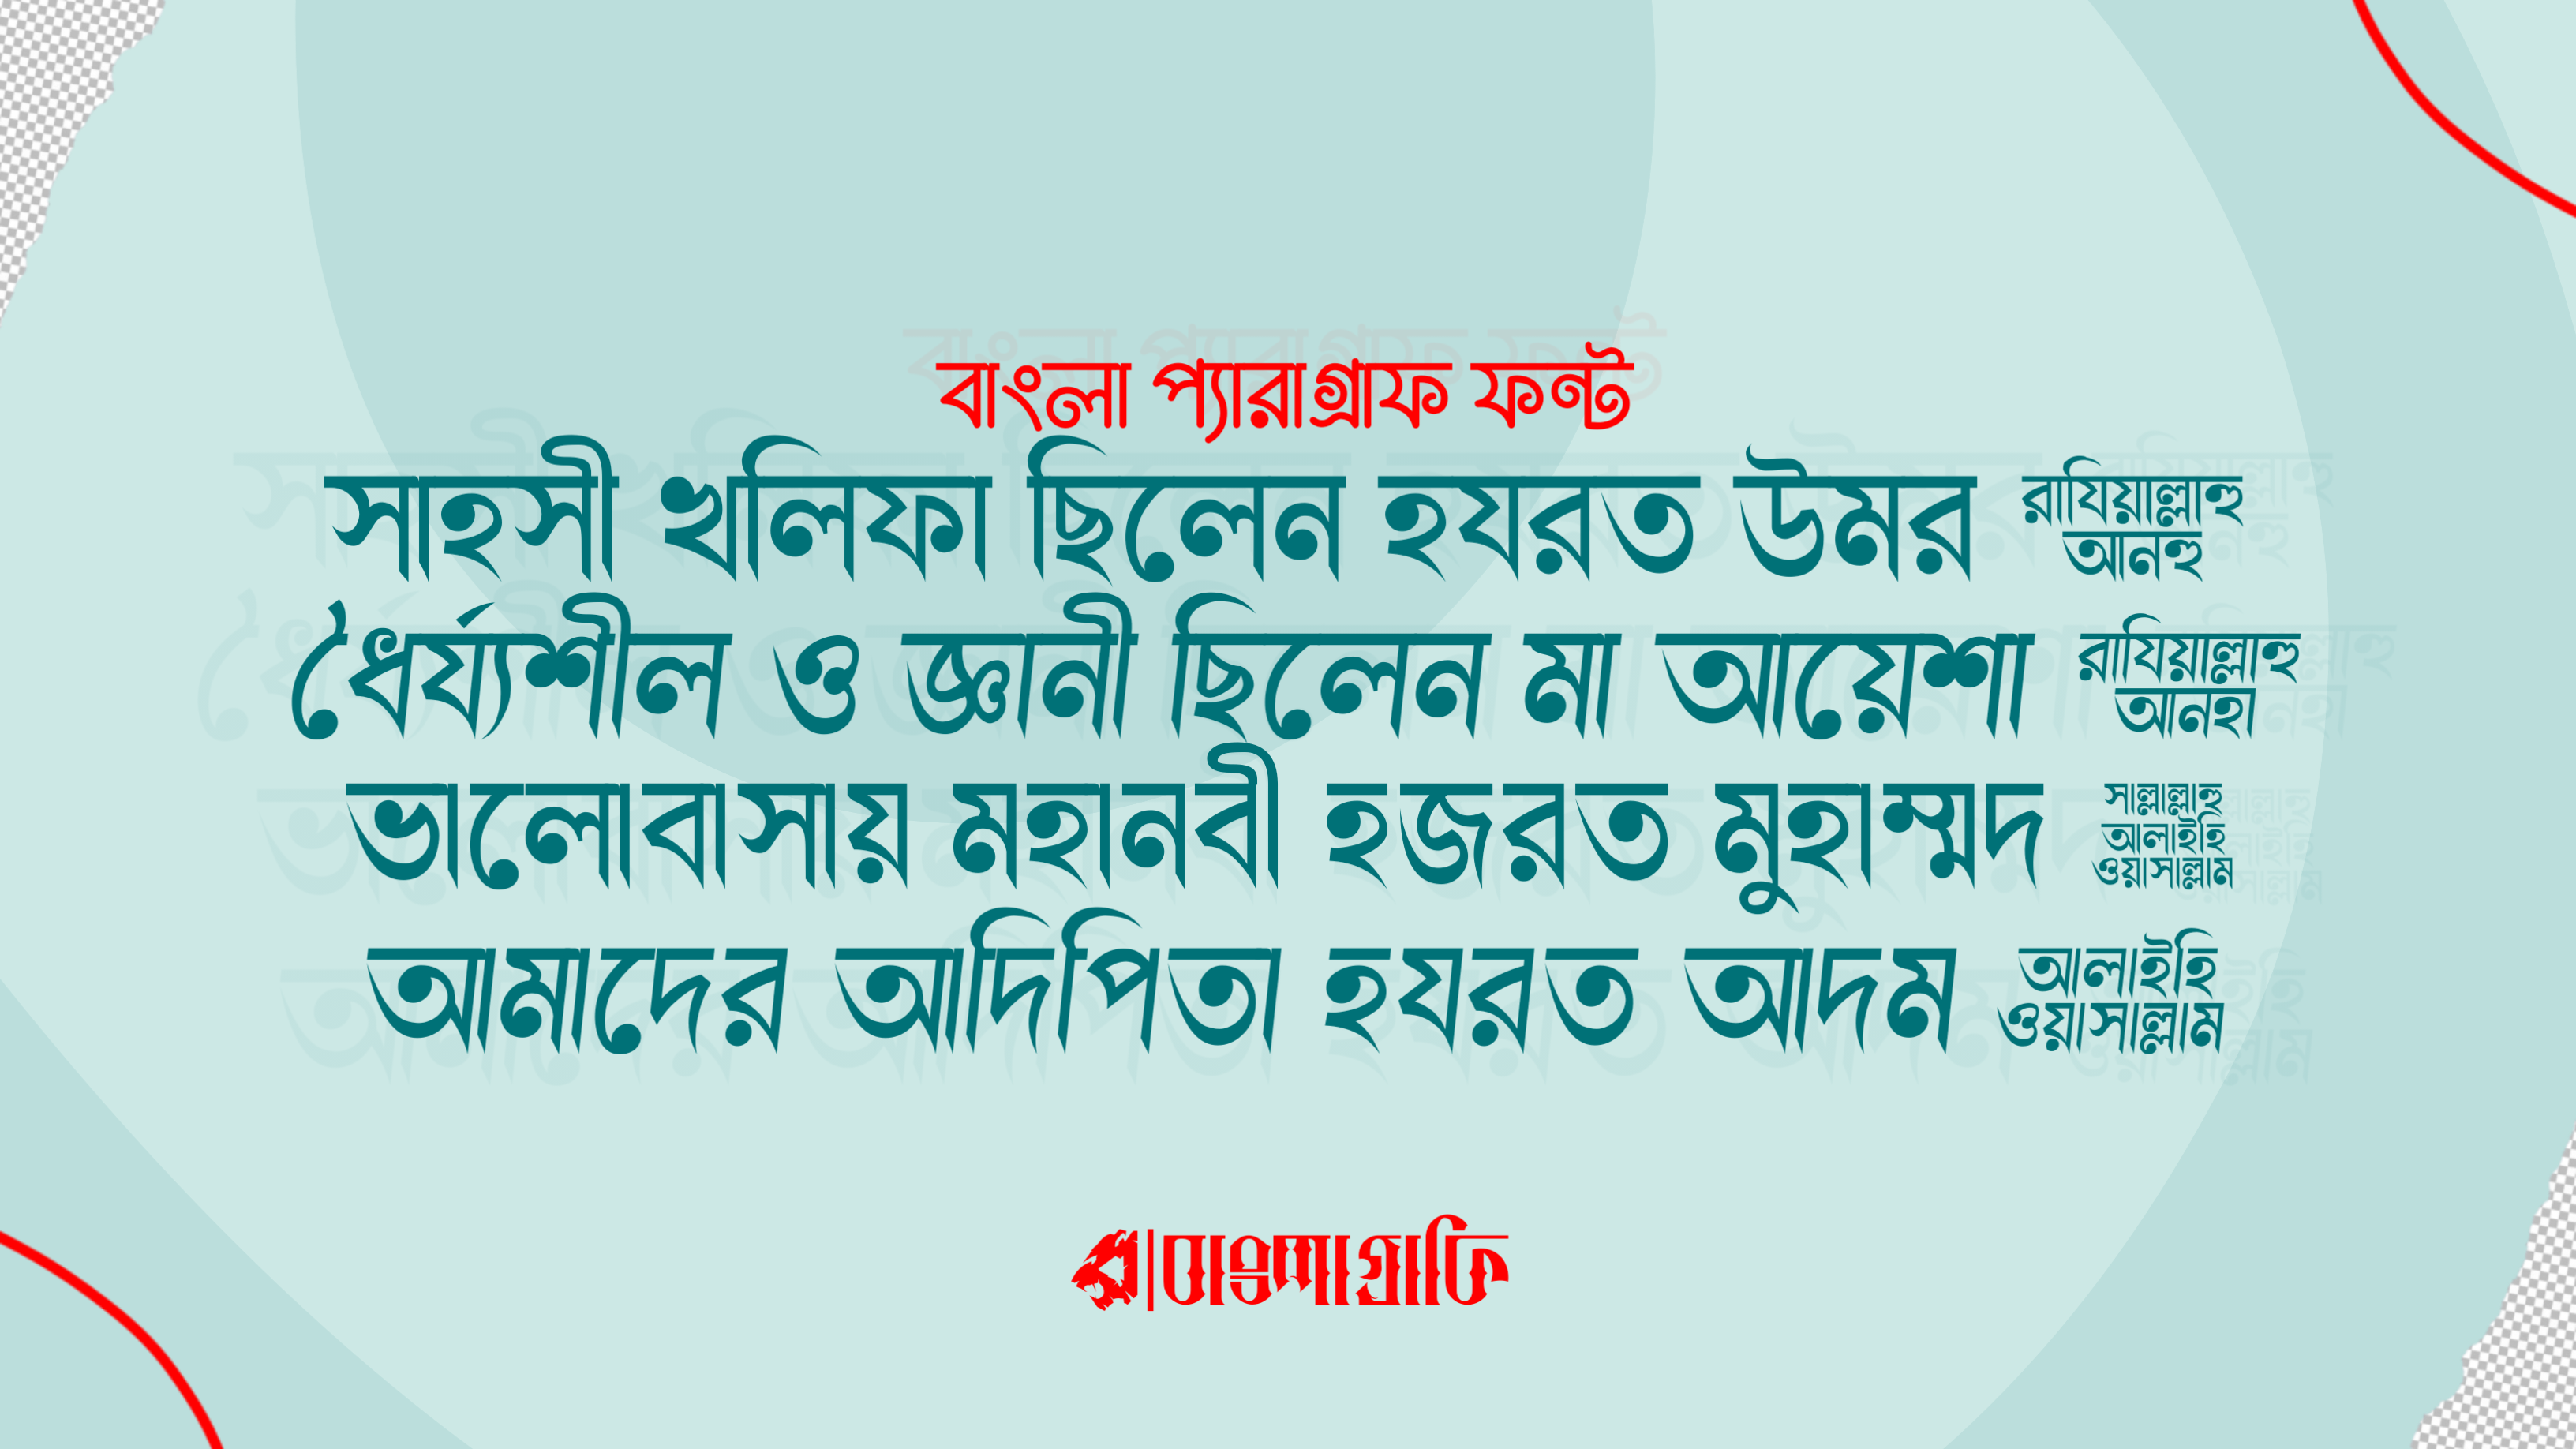 বাংলা প্যারাগ্রাফ ফন্ট
সাহসী খলিফা ছিলেন হযরত উমর রাযিয়াল্লাহু আনহু
ধৈর্য্যশীল ও জ্ঞানী ছিলেন মা আয়েশা রাযিয়াল্লাহু আনহা
ভালোবাসায় মহানবী হজরত মুহাম্মদ সাল্লাল্লাহু আলাইহি ওয়াসাল্লাম
আমাদের আদিপিতা হযরত আদম আলাইহি ওয়াসাল্লাম
বাঙলাগ্রাফি